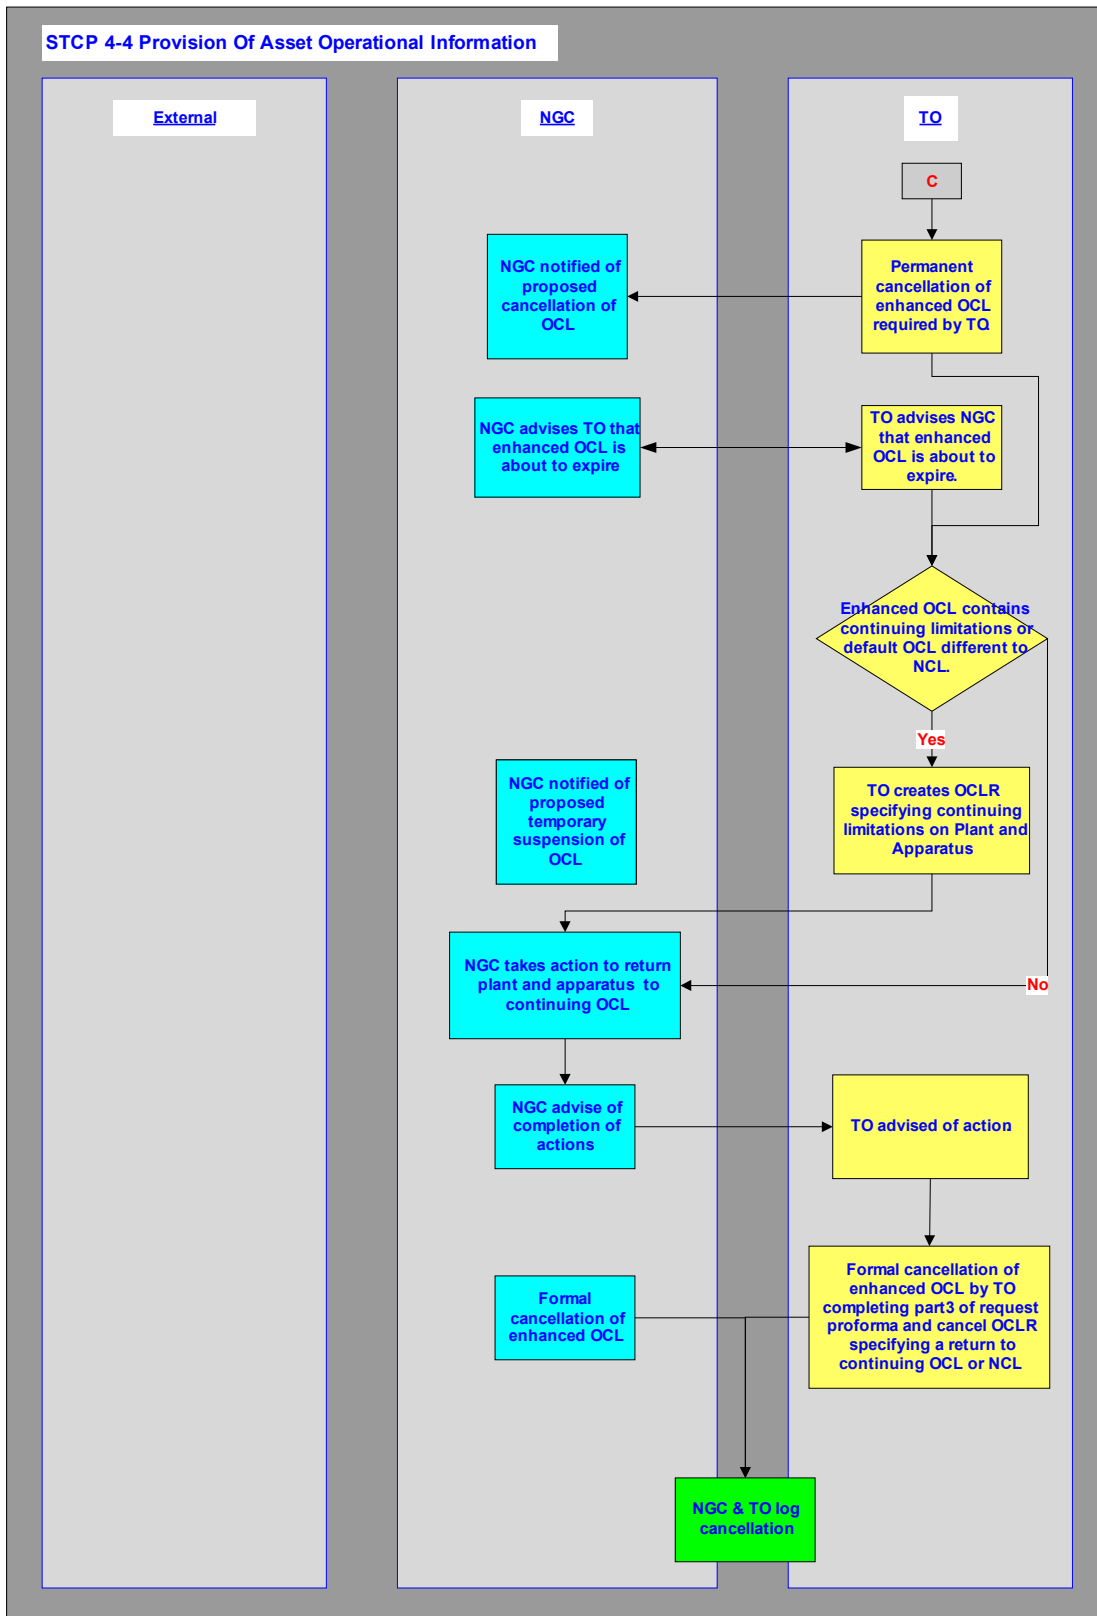 STCP 4-4 Provision Of Asset Operational Information
External
NGC
TO
C
NGC notified of
proposed
cancellation of
OCL
Permanent
cancellation of
enhanced OCL
required by TO.
NGC advises TO that
enhanced OCL is
about to expire
TO advises NGC
that enhanced
OCL is about to
expire.
Enhanced OCL contains
continuing limitations or
default OCL different to
NCL.
Yes
NGC notified of
proposed
temporary
suspension of
OCL
TO creates OCLR
specifying continuing
limitations on Plant and
Apparatus
NGC takes action to return
plant and apparatus to
continuing OCL
No
NGC advise of
completion of
actions
TO advised of action.
Formal
cancellation of
enhanced OCL
Formal cancellation of
enhanced OCL by TO
completing part3 of request
proforma and cancel OCLR
specifying a return to
continuing OCL or NCL
NGC & TO log
cancellation